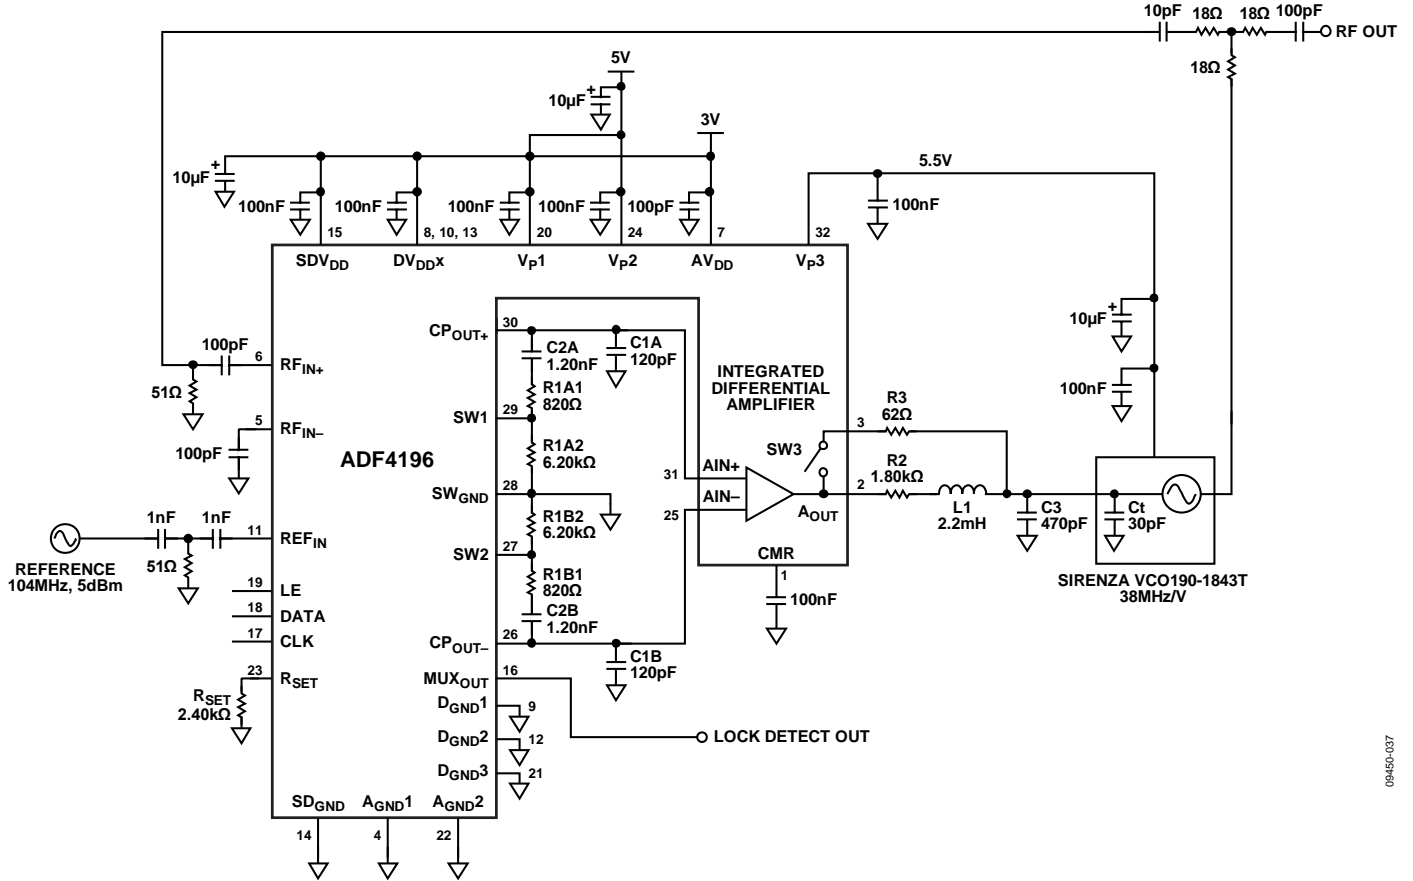 10pF 18Ω 18Ω 100pF
RF OUT
18Ω
5V
10µF +
3V
10µF +
5.5V
100nF 100nF 100nF 100nF 100pF 100nF
15 8, 10, 13 20 24 7 32
SDVDD DVDDx VP1 VP2 AVDD VP3
10µF +
100nF
100pF
6 RFIN+
51Ω
5 RFIN–
100pF
ADF4196
1nF 1nF
11 REFIN
51Ω
REFERENCE
104MHz, 5dBm
19 LE
18 DATA
17 CLK
23 RSET
RSET
2.40kΩ
CPOUT+ 30
C2A
1.20nF
C1A
120pF
R1A1
820Ω
SW1 29
R1A2
6.20kΩ
SWGND 28
R1B2
6.20kΩ
SW2 27
R1B1
820Ω
C2B
1.20nF
CPOUT– 26
C1B
120pF
MUXOUT 16
DGND1 9
DGND2 12
DGND3 21
LOCK DETECT OUT
SDGND AGND1 AGND2
14 4 22
INTEGRATED
DIFFERENTIAL
AMPLIFIER
31 AIN+
25 AIN–
SW3
AOUT
CMR
1
100nF
3
R3
62Ω
2
R2
1.80kΩ
L1
2.2mH
C3
470pF
Ct
30pF
SIRENZA VCO190-1843T
38MHz/V
09450-037